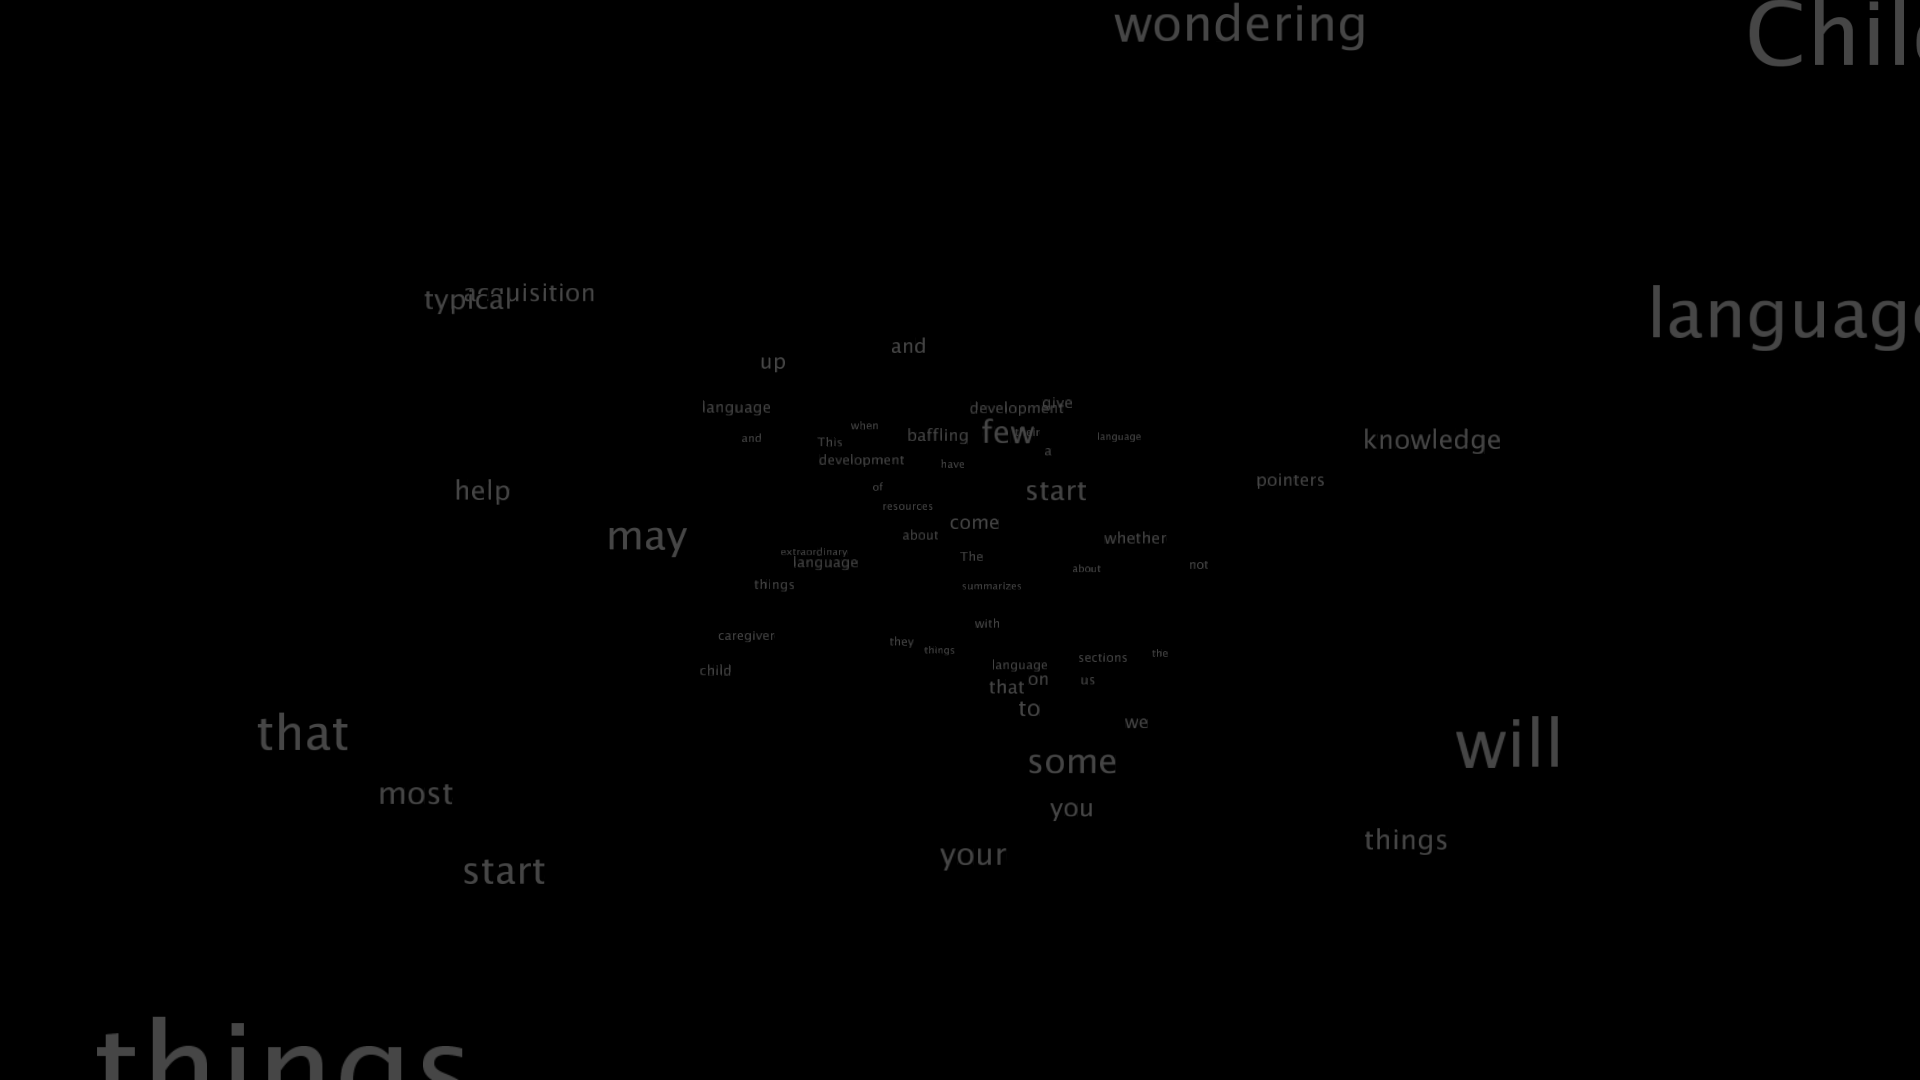 wondering
Chil
acquisition
typical
language
and
up
give
language
development
when
few
their
baffling
language
and
This
knowledge
a
development
have
pointers
of
help
start
resources
come
about
may
whether
extraordinary
The
language
not
about
things
summarizes
with
caregiver
they
things
the
sections
language
child
on
us
that
to
we
that
will
some
most
you
things
your
start
things